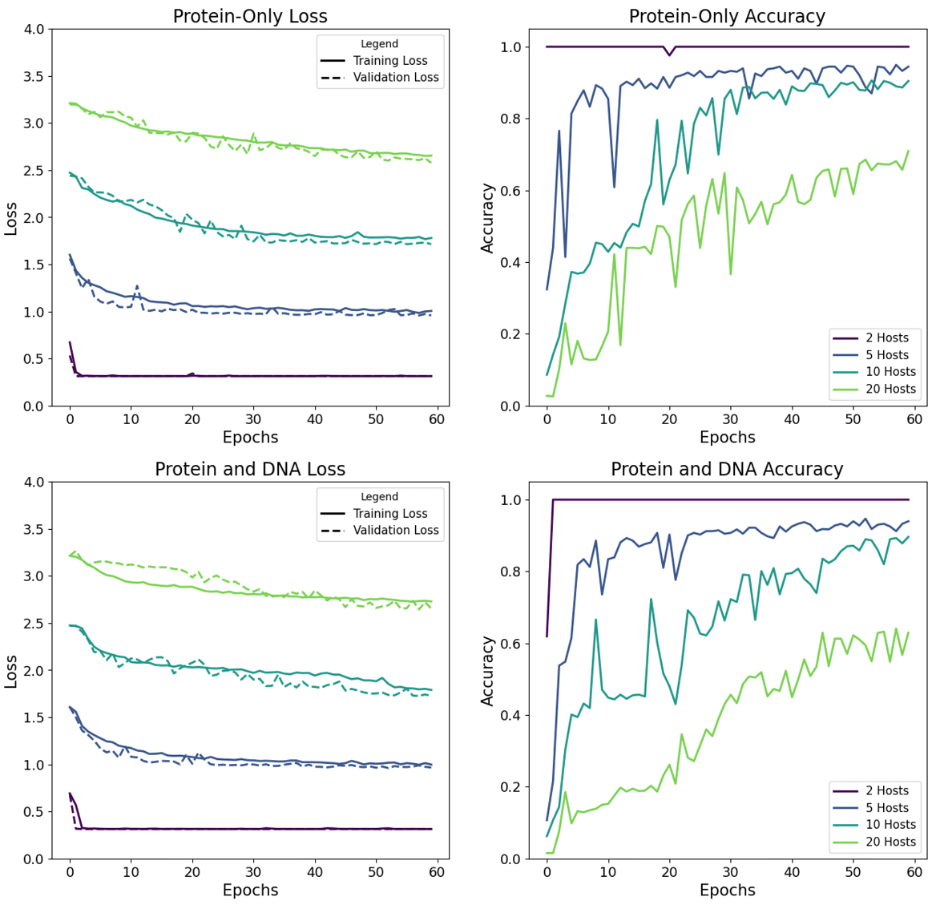 Protein-Only Loss
4.0
3.5
3.0
2.5
2.0
1.5
1.0
0.5
0.0
Loss
Legend
Training Loss
Validation Loss
0 10 20 30 40 50 60
Epochs
Protein-Only Accuracy
1.0
0.8
0.6
0.4
0.2
0.0
Accuracy
2 Hosts
5 Hosts
10 Hosts
20 Hosts
0 10 20 30 40 50 60
Epochs
Protein and DNA Loss
4.0
3.5
3.0
2.5
2.0
1.5
1.0
0.5
0.0
Loss
Legend
Training Loss
Validation Loss
0 10 20 30 40 50 60
Epochs
Protein and DNA Accuracy
1.0
0.8
0.6
0.4
0.2
0.0
Accuracy
2 Hosts
5 Hosts
10 Hosts
20 Hosts
0 10 20 30 40 50 60
Epochs